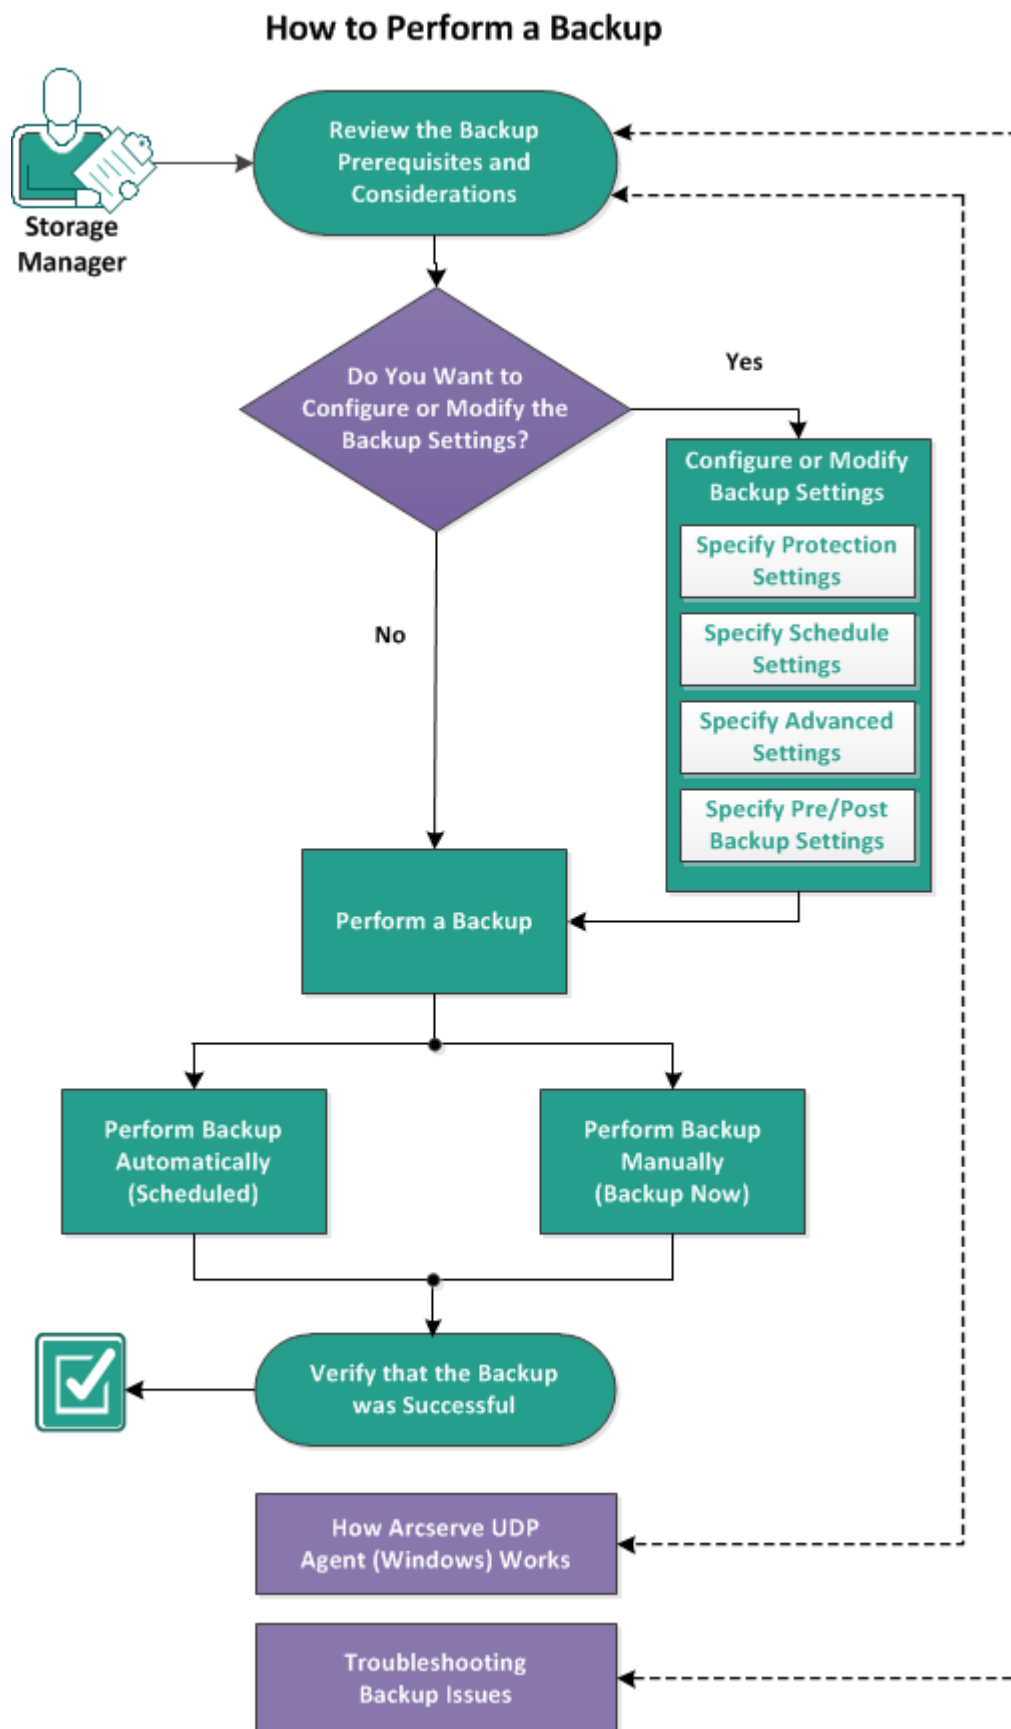 How to Perform a Backup
Review the Backup
Prerequisites and
Considerations
Storage
Manager
Do You Want to
Configure or Modify the
Backup Settings?
Yes
Configure or Modify
Backup Settings
Specify Protection
Settings
Specify Schedule
Settings
Specify Advanced
Settings
Specify Pre/Post
Backup Settings
No
Perform a Backup
Perform Backup
Automatically
(Scheduled)
Perform Backup
Manually
(Backup Now)
Verify that the Backup
was Successful
How Arcserve UDP
Agent (Windows) Works
Troubleshooting
Backup Issues